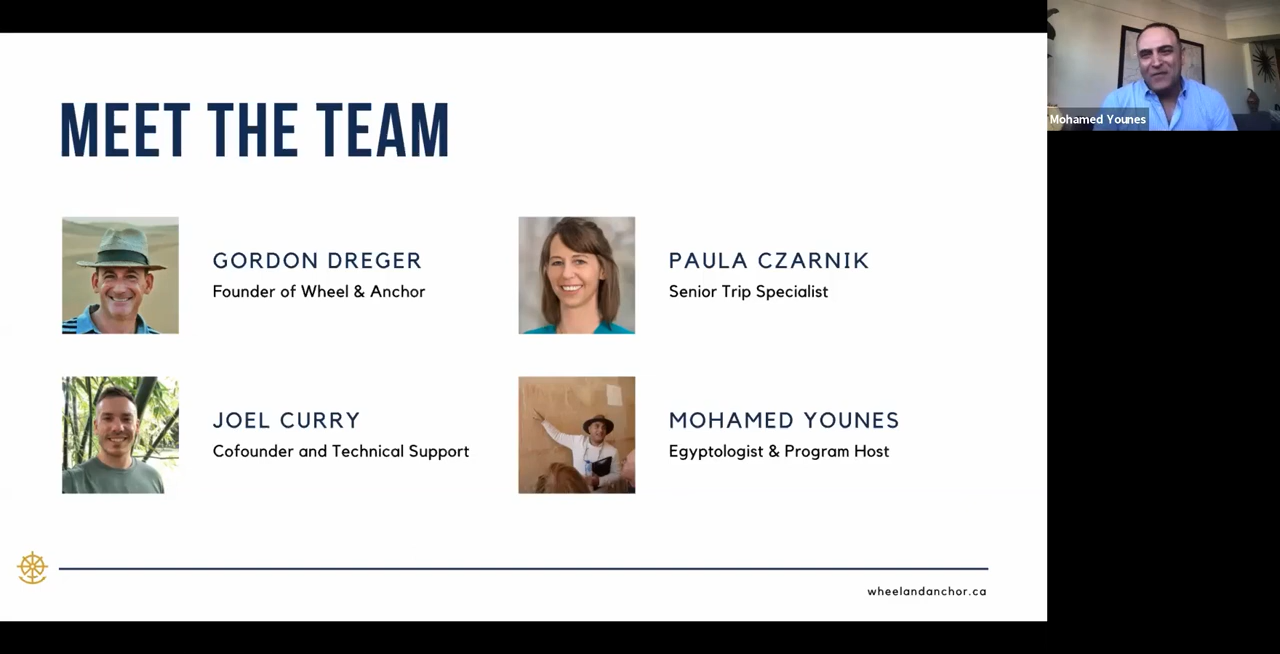 MEET THE TEAM
GORDON DREGER
Founder of Wheel & Anchor
PAULA CZARNIK
Senior Trip Specialist
JOEL CURRY
Cofounder and Technical Support
MOHAMED YOUNES
Egyptologist & Program Host
wheelandanchor.ca
Mohamed Younes